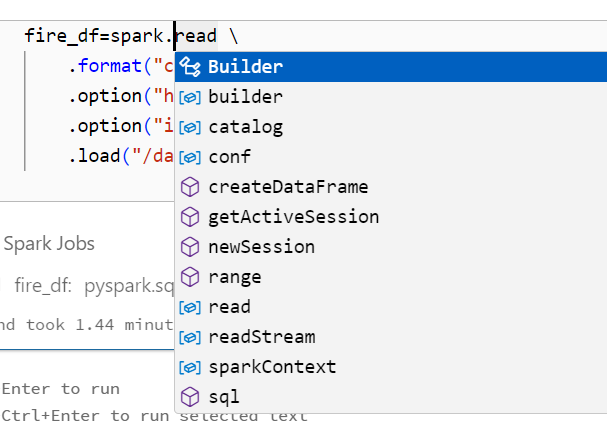 fire_df=spark.read \
.format("c
.option("h
.option("i
.load("/da
Builder
builder
catalog
conf
createDataFrame
getActiveSession
newSession
range
read
readStream
sparkContext
sql
Spark Jobs
fire_df: pyspark.sq
nd took 1.44 minut
Enter to run
Ctrl+Enter to run selected text